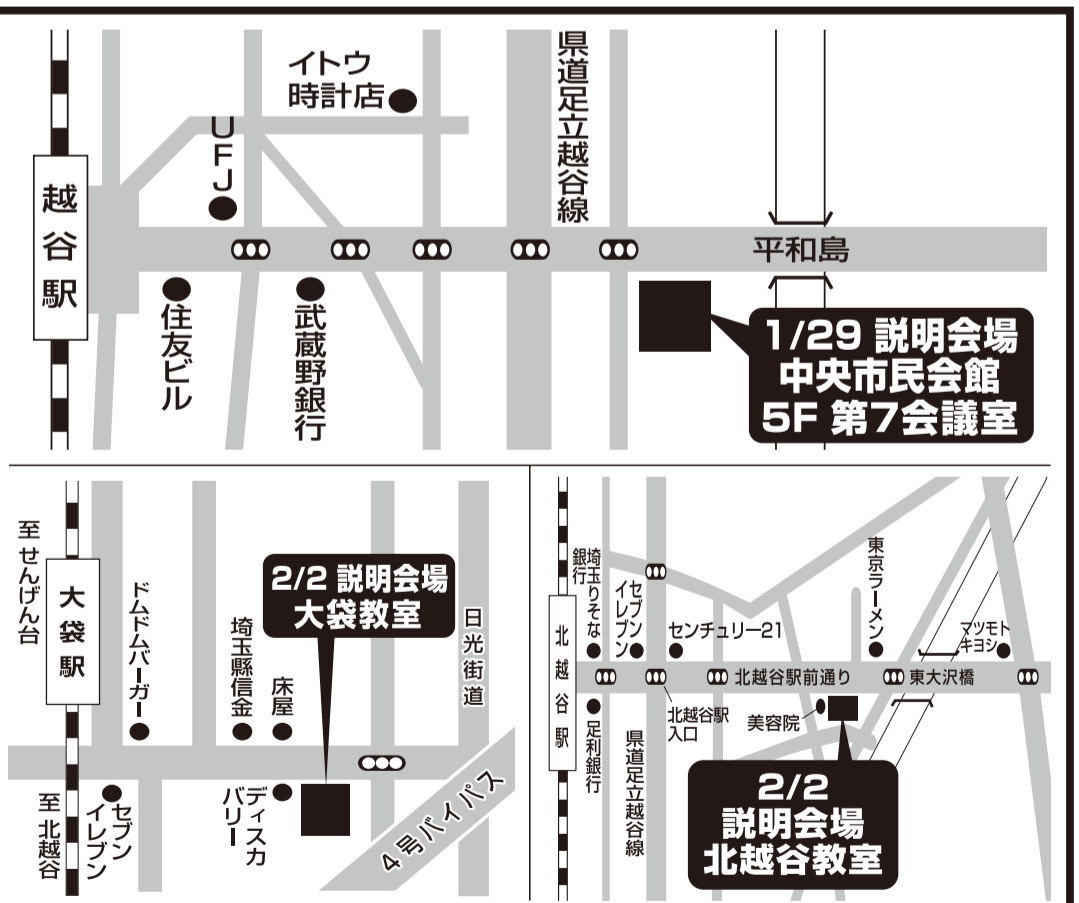 イトウ
時計店
県道足立越谷線
UFJ
越谷駅
平和島
住友ビル
武蔵野銀行
1/29 説明会場
中央市民会館
5F 第7会議室
至せんげん台
大袋駅
ドムドムバーガー
埼玉縣信金
床屋
2/2 説明会場
大袋教室
日光街道
至北越谷
セブン
イレブン
ディスカ
バリー
4号バイパス
北越谷駅
埼玉りそな
銀行
セブン
イレブン
センチュリー21
東京ラーメン
マツモト
キヨシ
北越谷駅前通り
東大沢橋
足利銀行
県道足立越谷線
北越谷駅
入口
美容院
2/2
説明会場
北越谷教室